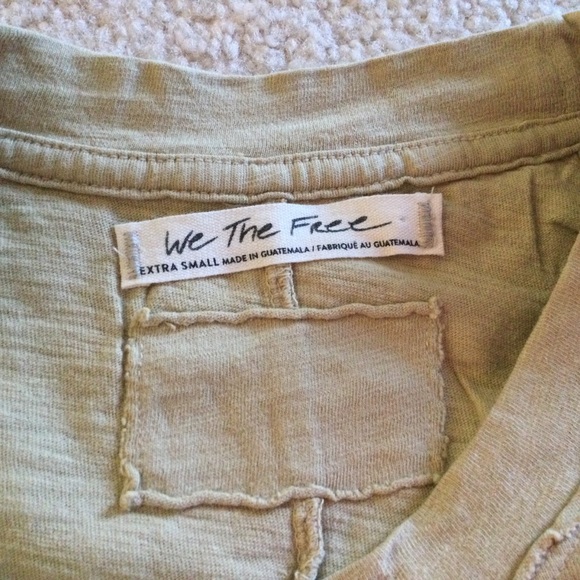 We The Free
EXTRA SMALL MADE IN GUATEMALA / FABRIQUÉ AU GUATEMALA